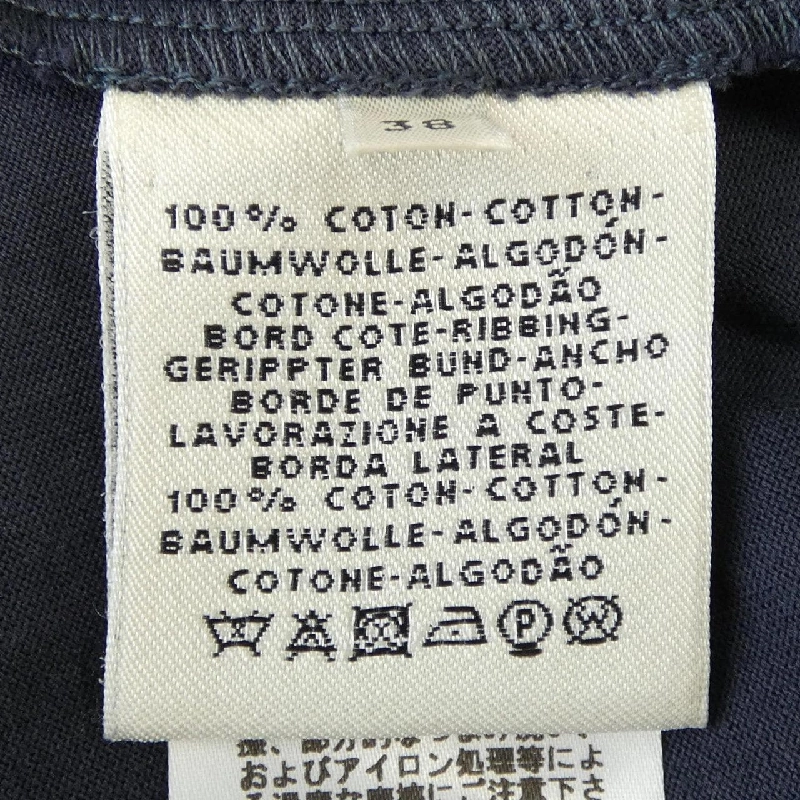 38
100% COTON-COTTON-
BAUMWOLLE-ALGODÓN-
COTONE-ALGODÃO
BORD COTE-RIBBING-
GERIPPTER BUND-ANCHO
BORDE DE PUNTO-
LAVORAZIONE A COSTE-
BORDA LATERAL
100% COTON-COTTON-
BAUMWOLLE-ALGODÓN-
COTONE-ALGODÃO
P W
およびアイロン処理等によ